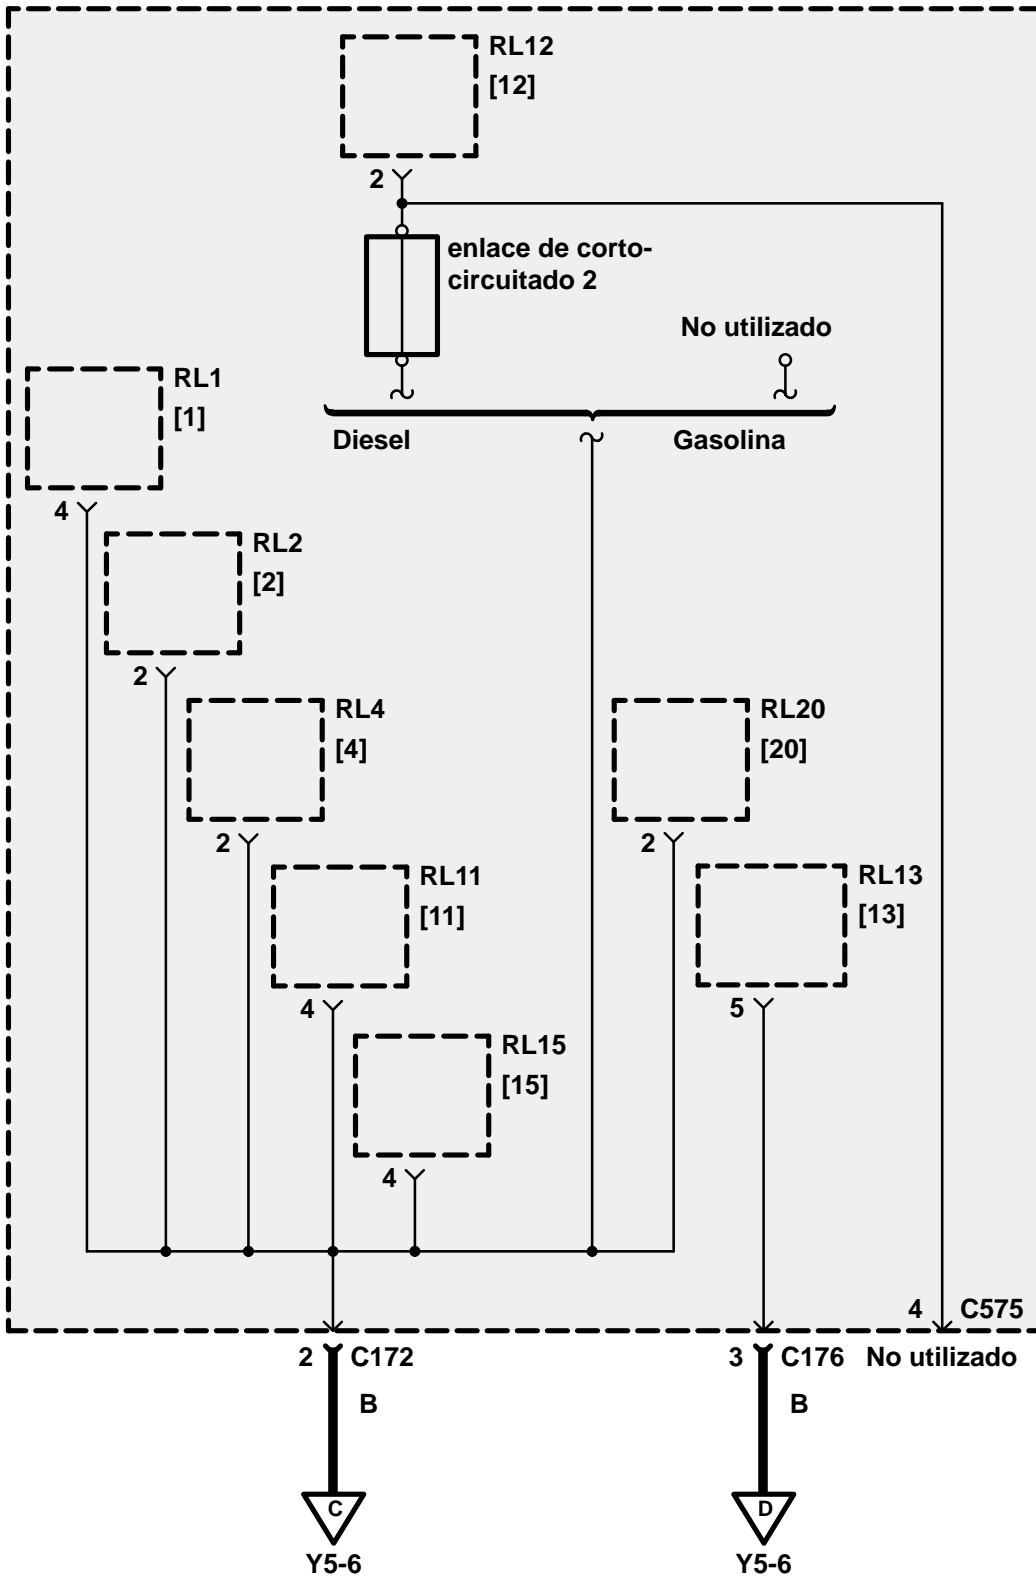 RL12
[12]
2
enlace de corto-
circuitado 2
No utilizado
RL1
[1]
Diesel
Gasolina
4
RL2
[2]
2
RL4
[4]
RL20
[20]
2
2
RL11
[11]
RL13
[13]
4
5
RL15
[15]
4
4 C575
2 C172
3 C176 No utilizado
B
B
C
D
Y5-6
Y5-6